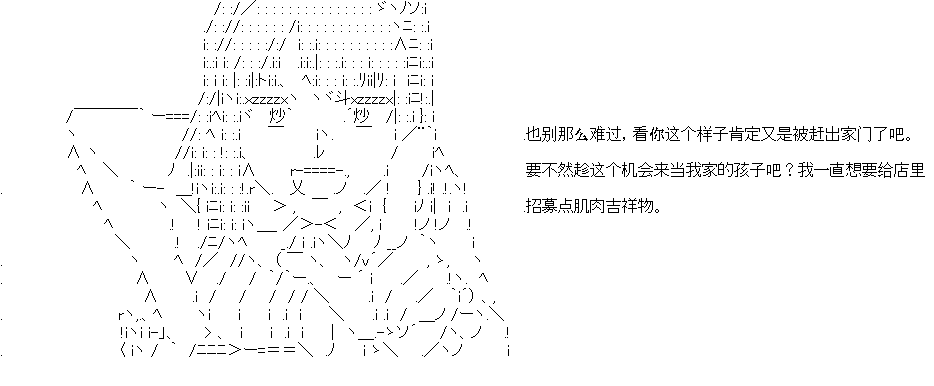 也别那么难过，看你这个样子肯定又是被赶出家门了吧。
要不然趁这个机会来当我家的孩子吧？我一直想要给店里
招募点肌肉吉祥物。